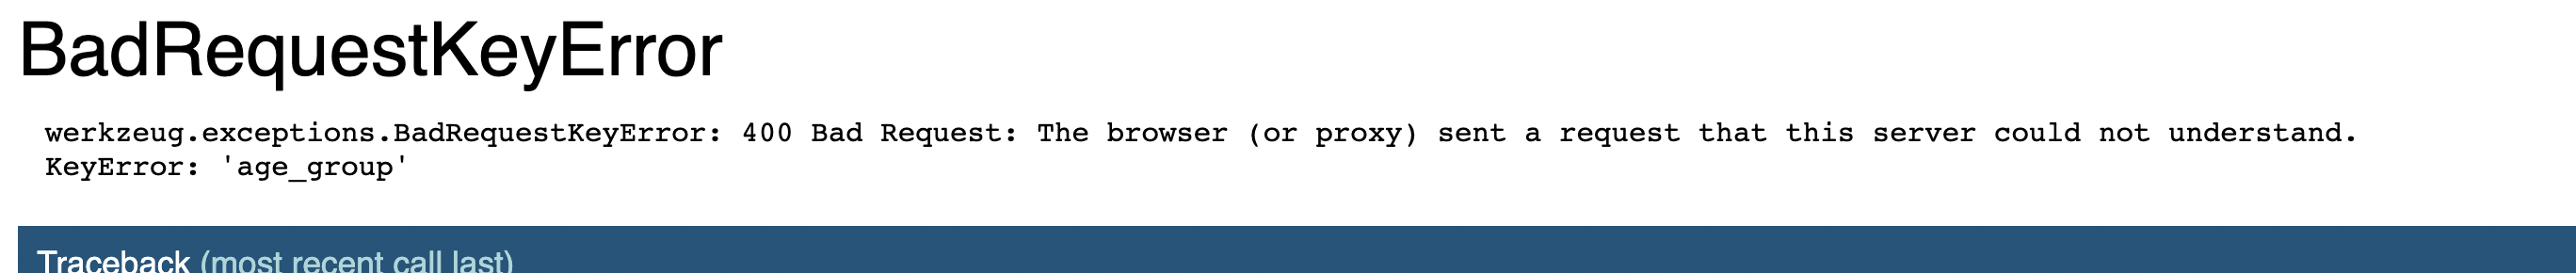 BadRequestKeyError
werkzeug.exceptions.BadRequestKeyError: 400 Bad Request: The browser (or proxy) sent a request that this server could not understand.
KeyError: 'age_group'
Traceback (most recent call last)